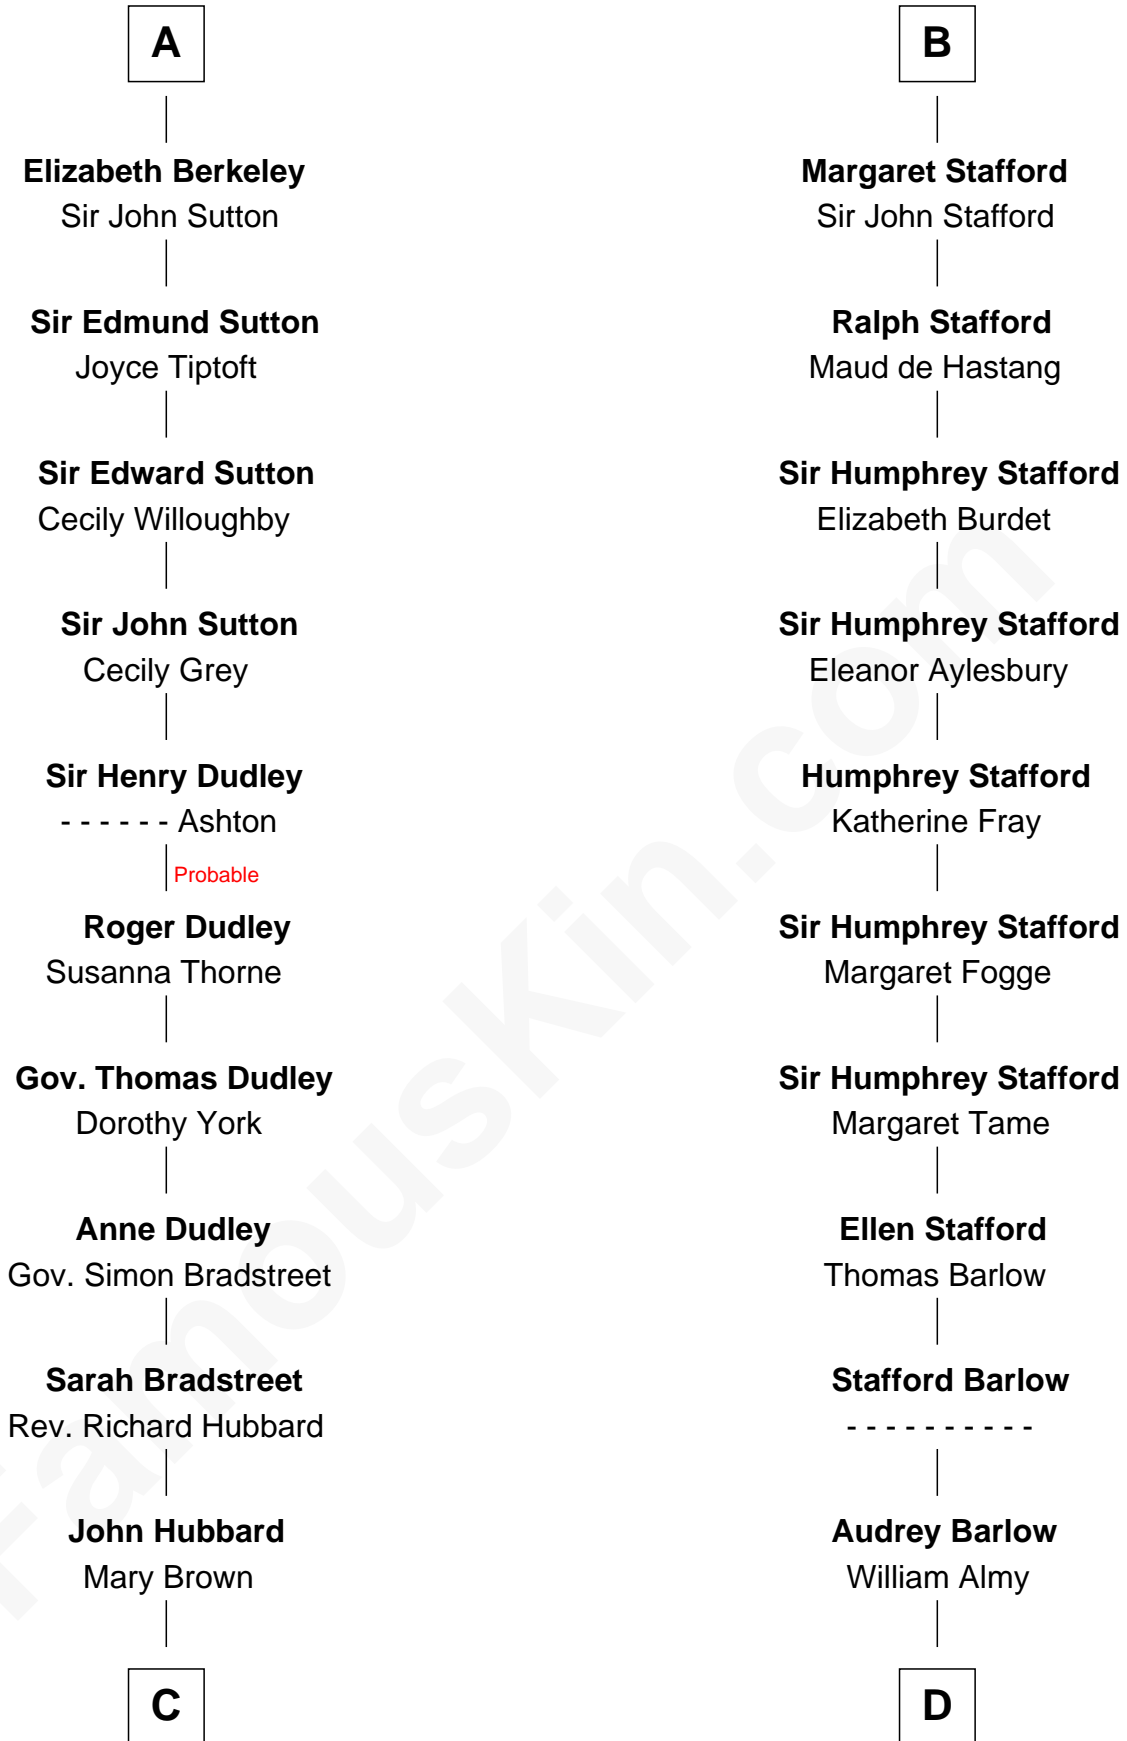 A
Elizabeth Berkeley
Sir John Sutton
Sir Edmund Sutton
Joyce Tiptoft
Sir Edward Sutton
Cecily Willoughby
Sir John Sutton
Cecily Grey
Sir Henry Dudley
- - - - - - Ashton
Probable
Roger Dudley
Susanna Thorne
Gov. Thomas Dudley
Dorothy York
Anne Dudley
Gov. Simon Bradstreet
Sarah Bradstreet
Rev. Richard Hubbard
John Hubbard
Mary Brown
C
B
Margaret Stafford
Sir John Stafford
Ralph Stafford
Maud de Hastang
Sir Humphrey Stafford
Elizabeth Burdet
Sir Humphrey Stafford
Eleanor Aylesbury
Humphrey Stafford
Katherine Fray
Sir Humphrey Stafford
Margaret Fogge
Sir Humphrey Stafford
Margaret Tame
Ellen Stafford
Thomas Barlow
Stafford Barlow
- - - - - - - - - -
Audrey Barlow
William Almy
D
FamousKin.com